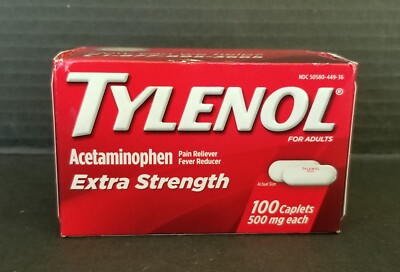 NDC 50580-449-36
TYLENOL®
FOR ADULTS
Acetaminophen Pain Reliever
Fever Reducer
Extra Strength
TYLENOL
Actual Size
100 Caplets
500 mg each